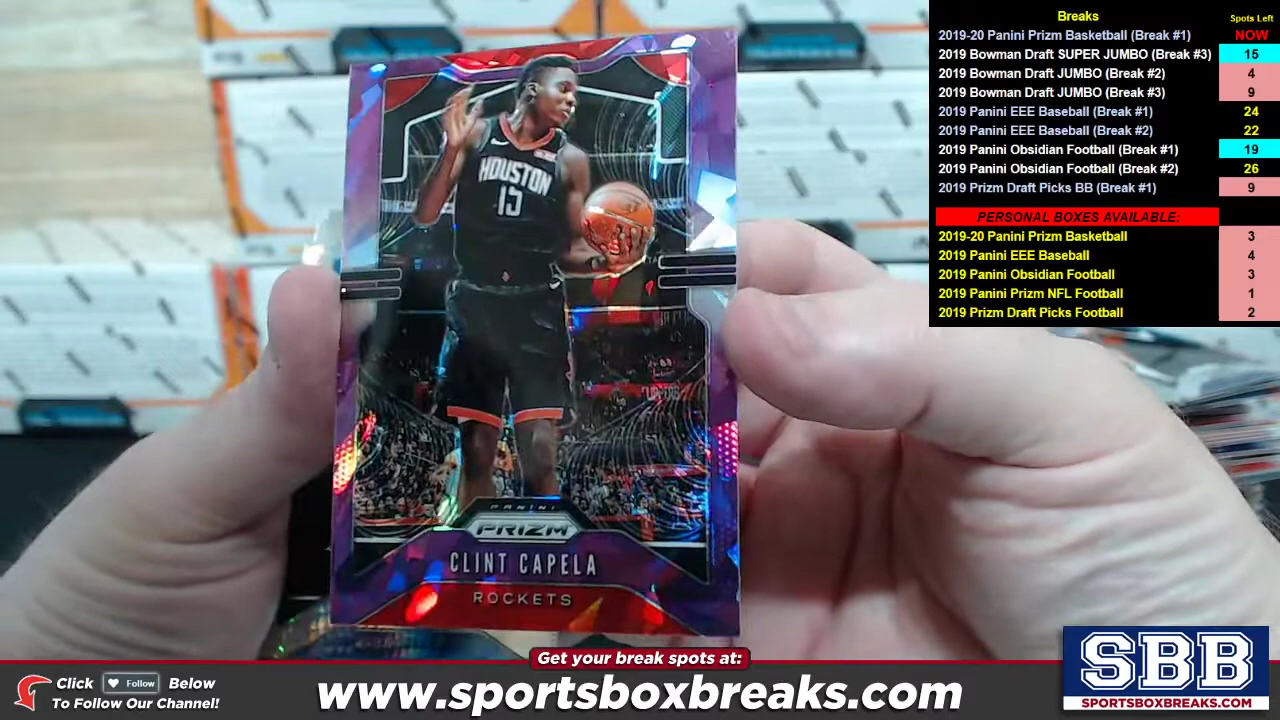 Breaks Spots Left
2019-20 Panini Prizm Basketball (Break #1) NOW
2019 Bowman Draft SUPER JUMBO (Break #3) 15
2019 Bowman Draft JUMBO (Break #2) 4
2019 Bowman Draft JUMBO (Break #3) 9
2019 Panini EEE Baseball (Break #1) 24
2019 Panini EEE Baseball (Break #2) 22
2019 Panini Obsidian Football (Break #1) 19
2019 Panini Obsidian Football (Break #2) 26
2019 Prizm Draft Picks BB (Break #1) 9
PERSONAL BOXES AVAILABLE:
2019-20 Panini Prizm Basketball 3
2019 Panini EEE Baseball 4
2019 Panini Obsidian Football 3
2019 Panini Prizm NFL Football 1
2019 Prizm Draft Picks Football 2
HOUSTON
15
PANINI
PRIZM
CLINT CAPELA
ROCKETS
Get your break spots at:
Click Follow Below
To Follow Our Channel!
www.sportsboxbreaks.com
SBB
SPORTSBOXBREAKS.COM